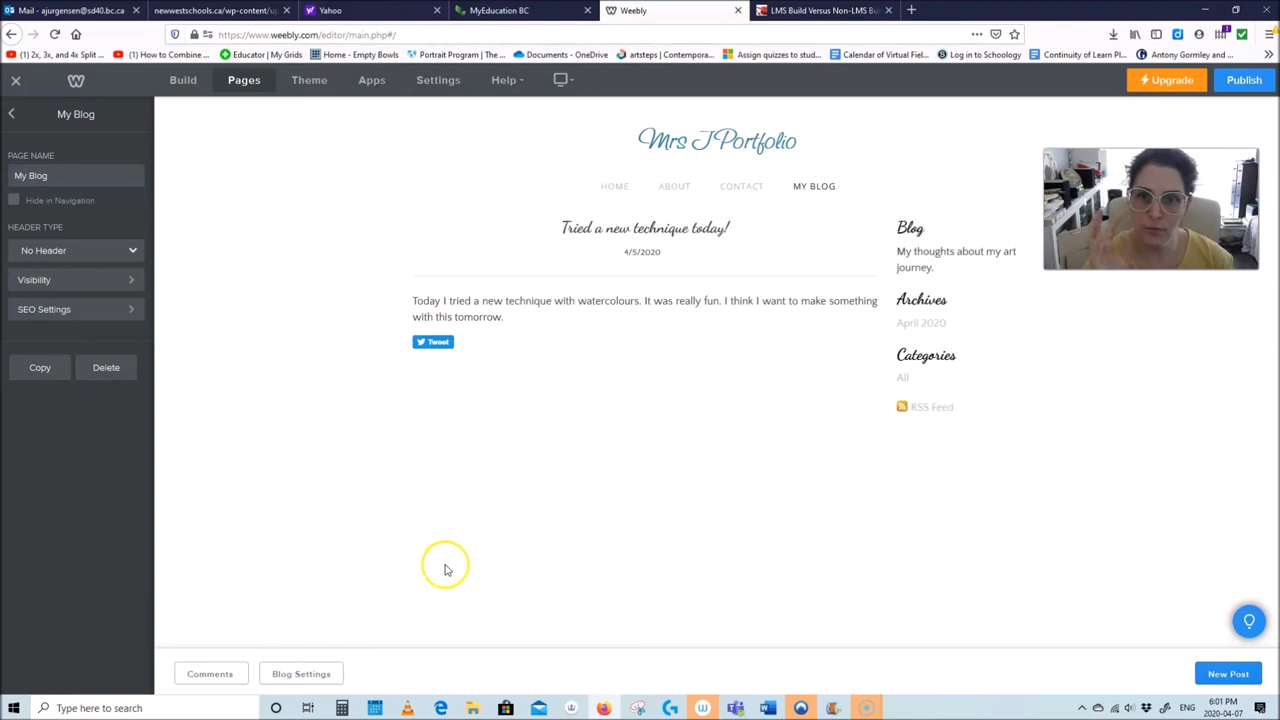 Mail - ajurgensen@sd40.bc.ca
newwestschools.ca/wp-content/u
Yahoo
MyEducation BC
Weebly
LMS Build Versus Non-LMS Bui
https://www.weebly.com/editor/main.php#/
(1) 2x, 3x, and 4x Split ...
(1) How to Combine ...
Educator | My Grids
Portrait Program | The ...
Documents - OneDrive
artsteps | Contempora...
Assign quizzes to stud...
Calendar of Virtual Fiel...
Log in to Schoology
Continuity of Learn Pl...
Antony Gormley and ...
Build
Pages
Theme
Apps
Settings
Help
Upgrade
Publish
My Blog
PAGE NAME
My Blog
Hide in Navigation
HEADER TYPE
No Header
Visibility
SEO Settings
Copy
Delete
Mrs J Portfolio
HOME
ABOUT
CONTACT
MY BLOG
Tried a new technique today!
4/5/2020
Today I tried a new technique with watercolours. It was really fun. I think I want to make something
with this tomorrow.
Tweet
Blog
My thoughts about my art
journey.
Archives
April 2020
Categories
All
RSS Feed
Comments
Blog Settings
New Post
Type here to search
ENG
6:01 PM
2020-04-07